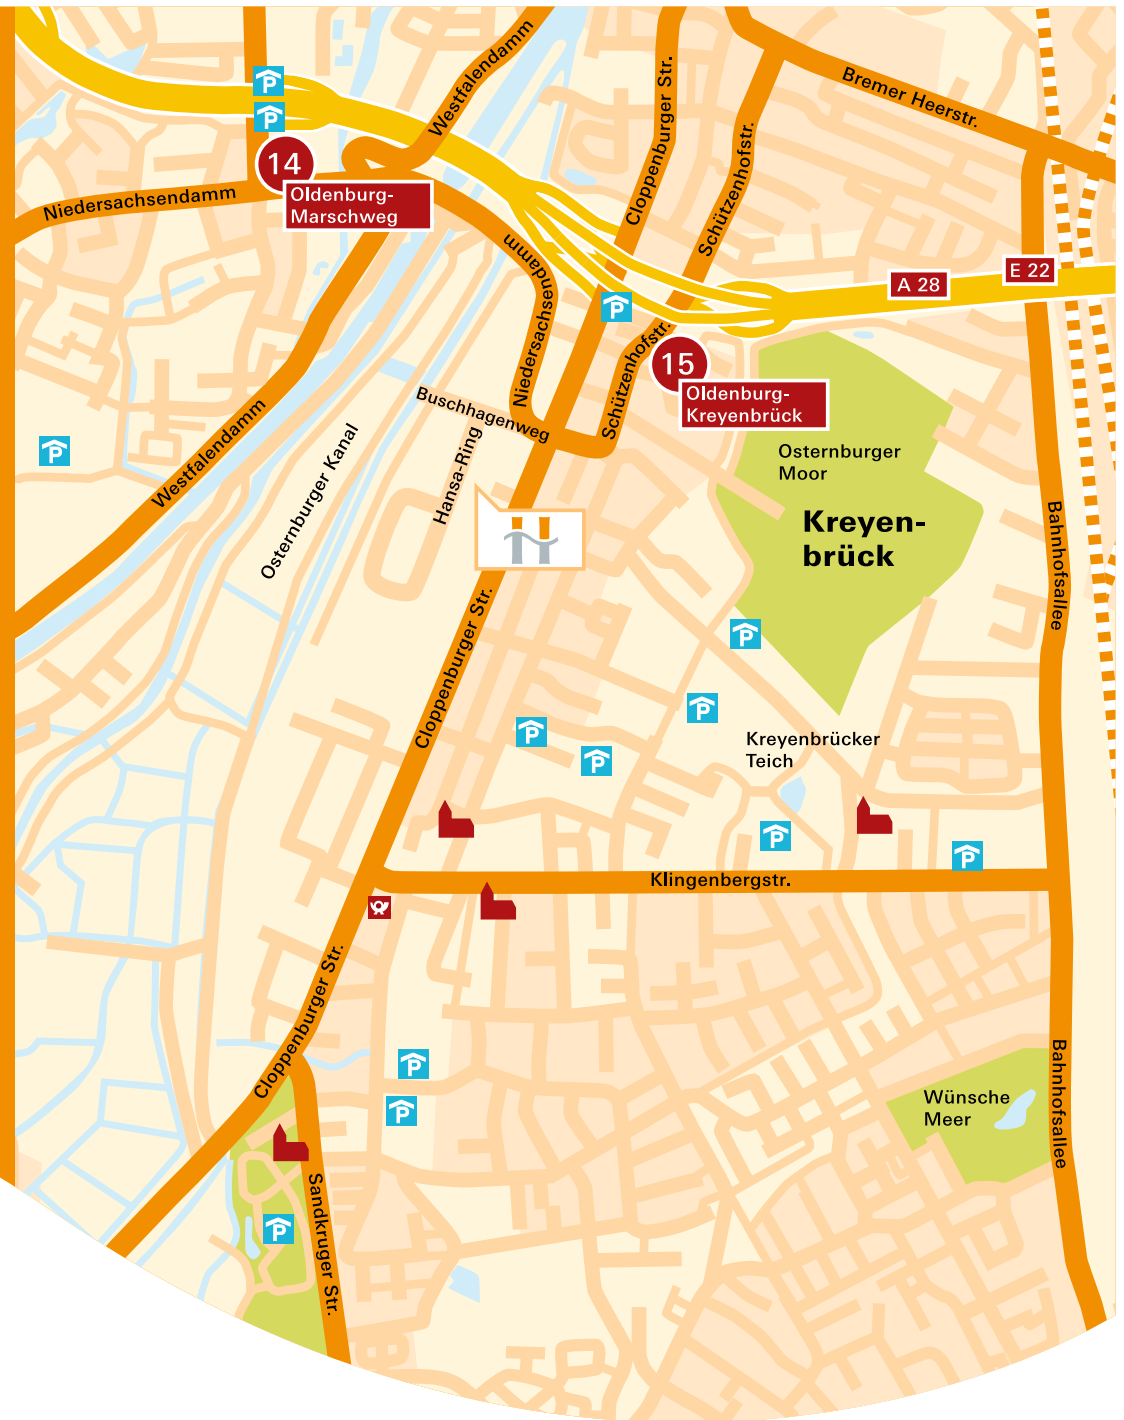 Westfalendamm
Cloppenburger Str.
Bremer Heerstr.
P
P
14
Oldenburg-
Marschweg
Niedersachsendamm
Schützenhofstr.
Niedersachsendamm
A 28
E 22
P
Schützenhofstr.
15
Oldenburg-
Kreyenbrück
Buschhagenweg
Hansa-Ring
Westfalendamm
Osternburger Kanal
P
Osternburger
Moor
Kreyen-
brück
Bahnhofsallee
Cloppenburger Str.
P
P
P
P
Kreyenbrücker
Teich
P
P
Klingenbergstr.
Cloppenburger Str.
P
P
Wünsche
Meer
Bahnhofsallee
Sandkruger Str.
P